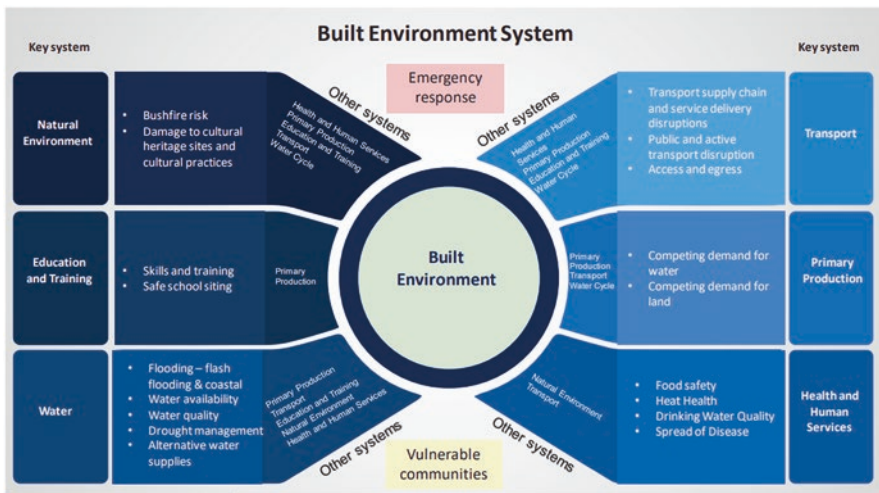 Built Environment System
Key system
Key system
Emergency
response
Other systems
Other systems
Natural
Environment
• Bushfire risk
• Damage to cultural
heritage sites and
cultural practices
Health and Human Services
Primary Production
Education and Training
Transport
Water Cycle
Health and Human
Services
Primary Production
Education and Training
Water Cycle
• Transport supply chain
and service delivery
disruptions
• Public and active
transport disruption
• Access and egress
Transport
Education
and Training
• Skills and training
• Safe school siting
Primary
Production
Built
Environment
Primary
Production
Transport
Water Cycle
• Competing demand for
water
• Competing demand for
land
Primary
Production
Water
• Flooding – flash
flooding & coastal
• Water availability
• Water quality
• Drought management
• Alternative water
supplies
Primary Production
Transport
Education and Training
Natural Environment
Health and Human Services
Other systems
Vulnerable
communities
Natural Environment
Transport
Other systems
• Food safety
• Heat Health
• Drinking Water Quality
• Spread of Disease
Health and
Human
Services